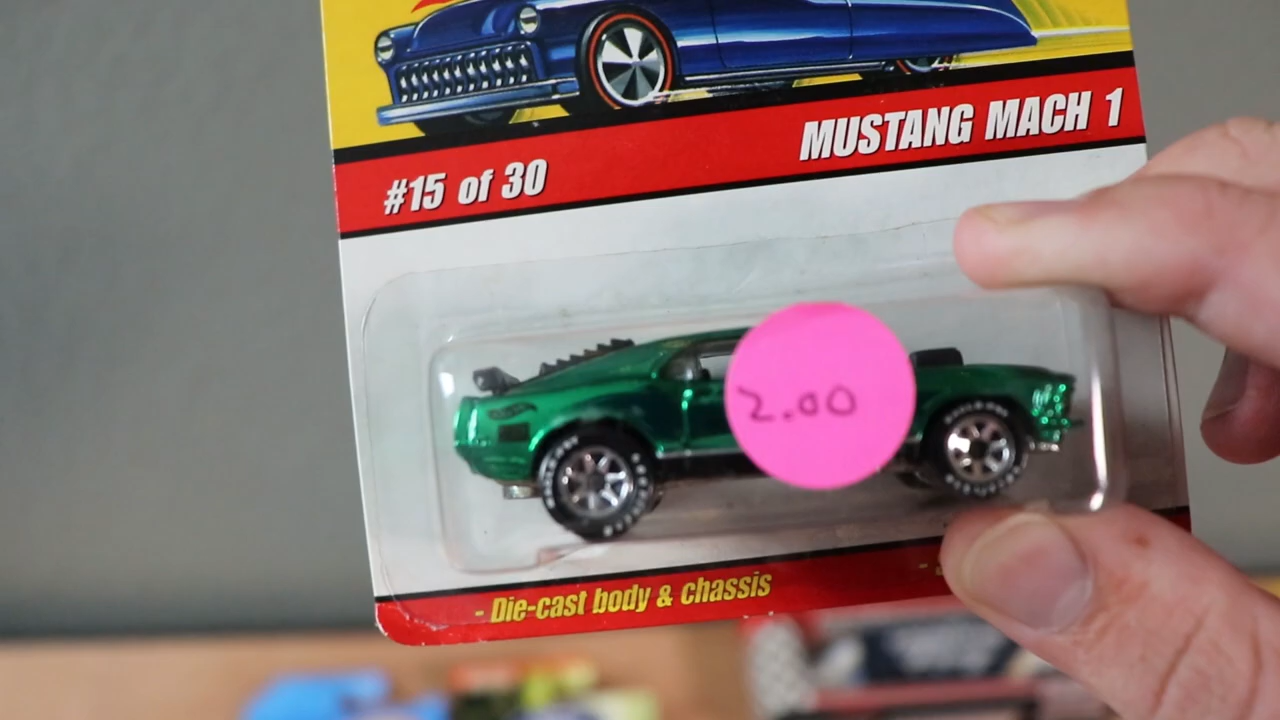 MUSTANG MACH 1
#15 of 30
2.00
- Die-cast body & chassis
-